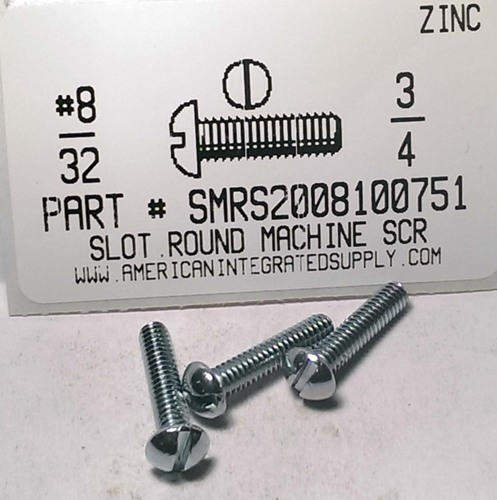 ZINC
#8
32
3
4
PART # SMRS2008100751
SLOT.ROUND MACHINE SCR
WWW.AMERICANINTEGRATEDSUPPLY.COM